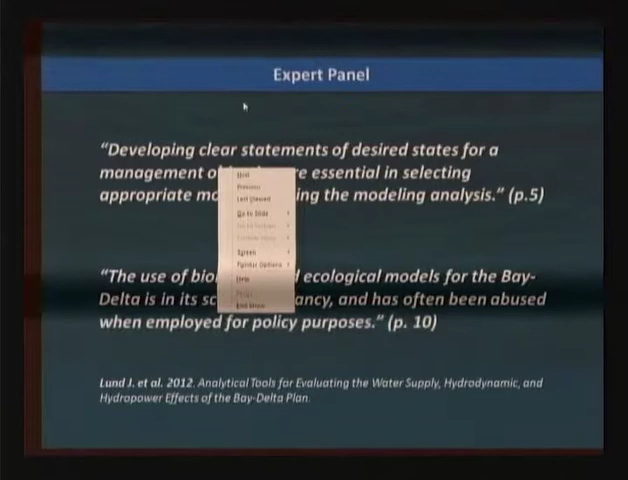 Expert Panel
“Developing clear statements of desired states for a
management o re essential in selecting
appropriate mo ing the modeling analysis.” (p.5)
Next
Previous
Last Viewed
Go to Slide
Screen
Pointer Options
Help
End Show
“The use of bio d ecological models for the Bay-
Delta is in its sc ancy, and has often been abused
when employed for policy purposes.” (p. 10)
Lund J. et al. 2012. Analytical Tools for Evaluating the Water Supply, Hydrodynamic, and
Hydropower Effects of the Bay-Delta Plan.